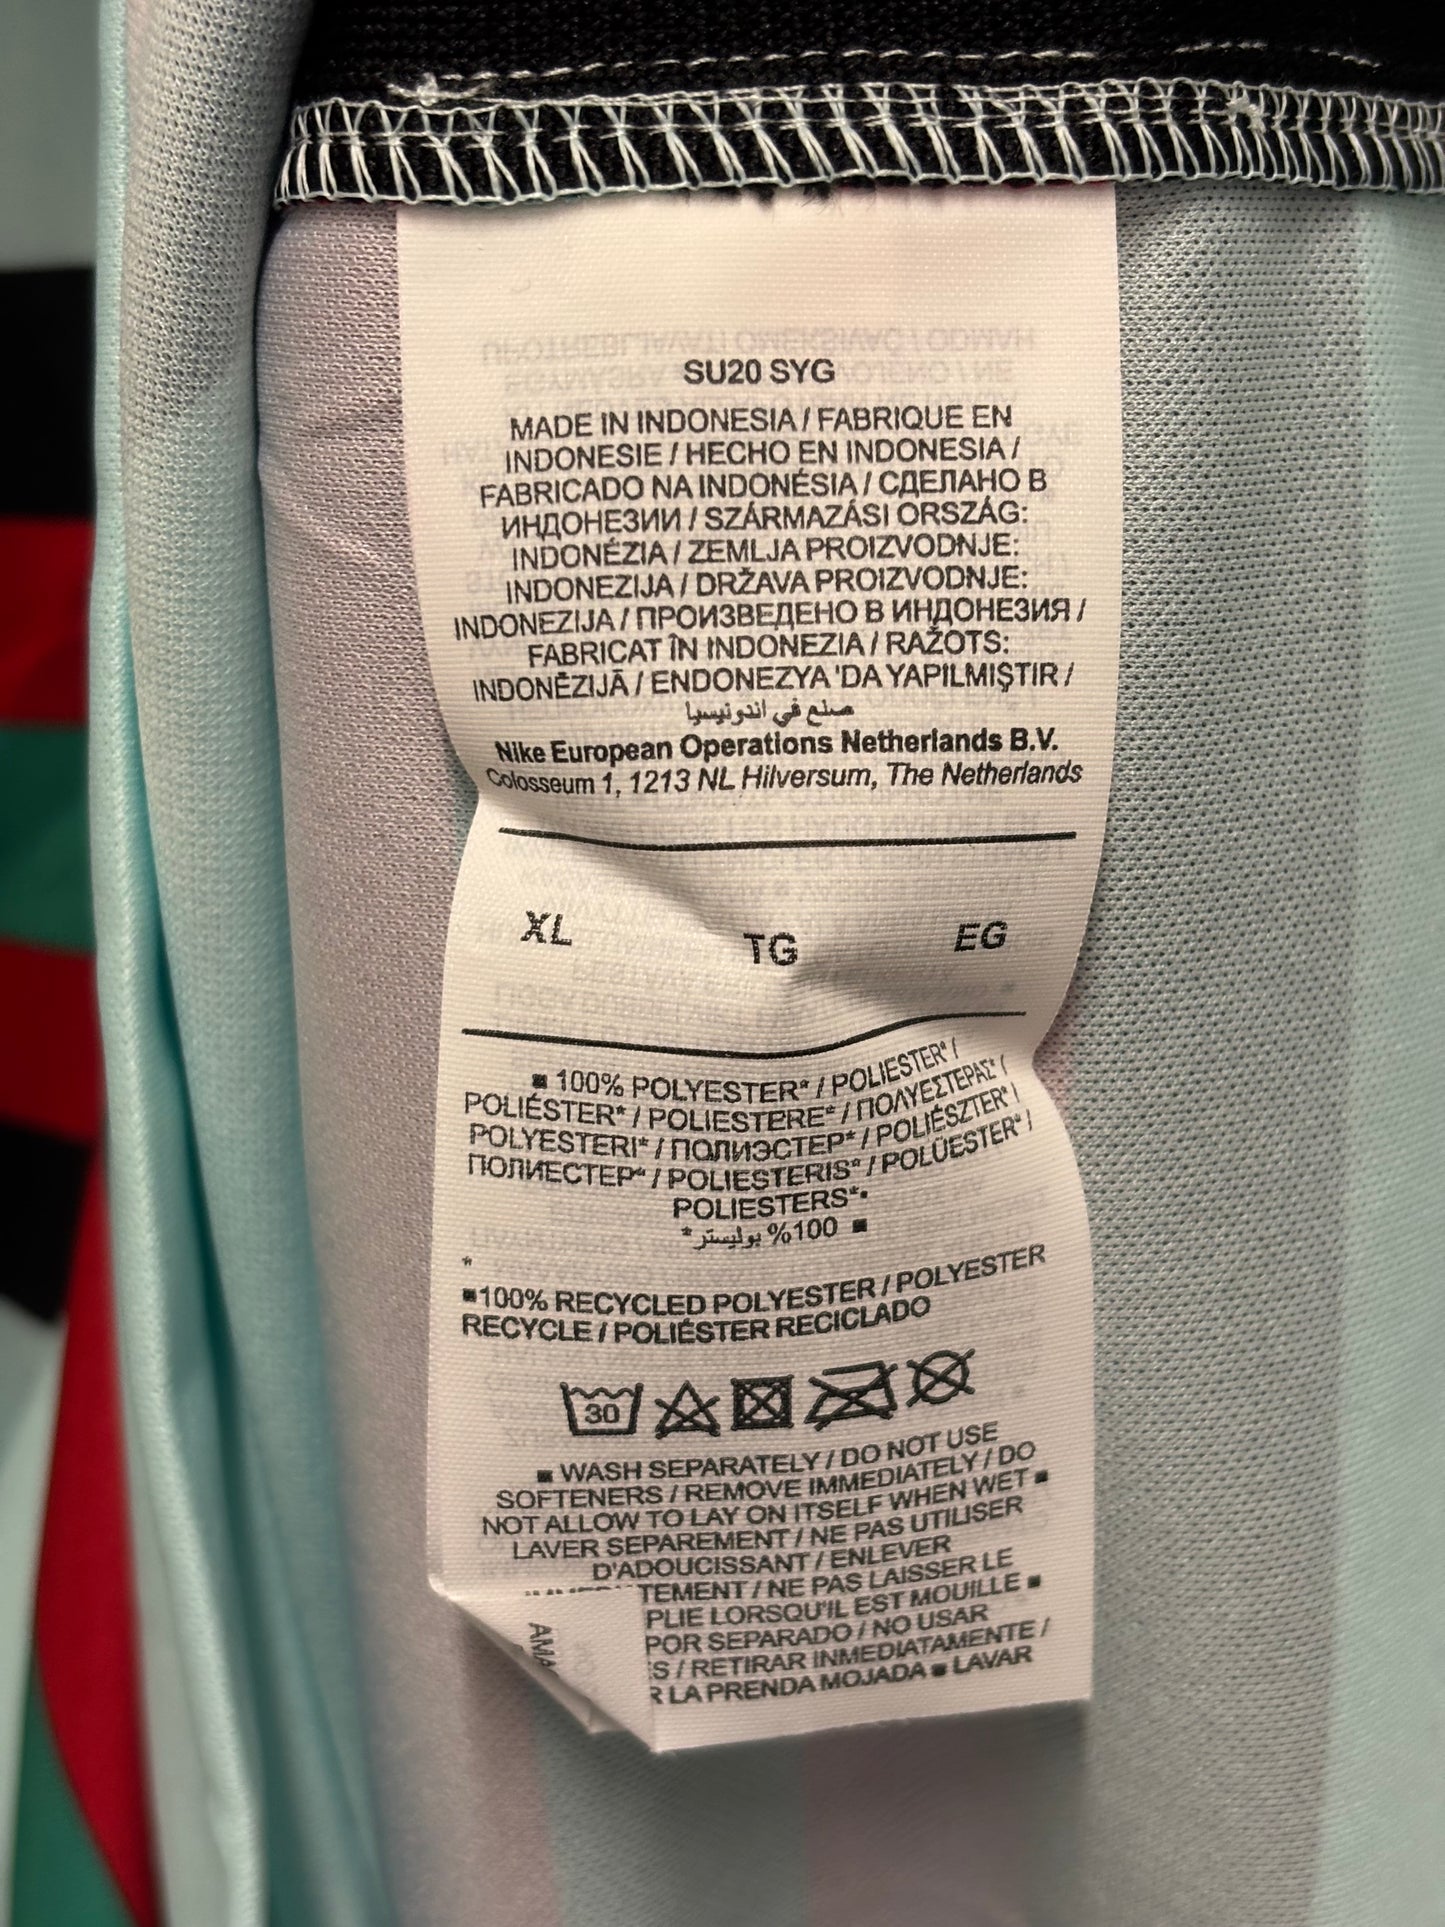 SU20 SYG
MADE IN INDONESIA / FABRIQUE EN
INDONESIE / HECHO EN INDONESIA /
FABRICADO NA INDONÉSIA / СДЕЛАНО В
ИНДОНЕЗИИ / SZÁRMAZÁSI ORSZÁG:
INDONÉZIA / ZEMLJA PROIZVODNJE:
INDONEZIJA / DRŽAVA PROIZVODNJE:
INDONEZIJA / ПРОИЗВЕДЕНО В ИНДОНЕЗИЯ /
FABRICAT ÎN INDONEZIA / RAŽOTS:
INDONĒZIJĀ / ENDONEZYA 'DA YAPILMIŞTIR /
صنع في اندونيسيا
Nike European Operations Netherlands B.V.
Colosseum 1, 1213 NL Hilversum, The Netherlands
XL TG EG
■ 100% POLYESTER* / POLIESTER* /
POLIÉSTER* / POLIESTERE* / ΠΟΛΥΕΣΤΕΡΑΣ* /
POLYESTERI* / ПОЛИЭСТЕР* / POLIÉSZTER* /
ПОЛИЕСТЕР* / POLIESTERIS* / POLÜESTER* /
POLIESTERS*•
■ 100% بوليستر*
*
■100% RECYCLED POLYESTER / POLYESTER
RECYCLE / POLIÉSTER RECICLADO
30
■ WASH SEPARATELY / DO NOT USE
SOFTENERS / REMOVE IMMEDIATELY / DO
NOT ALLOW TO LAY ON ITSELF WHEN WET ■
LAVER SEPAREMENT / NE PAS UTILISER
D'ADOUCISSANT / ENLEVER
TEMENT / NE PAS LAISSER LE
PLIE LORSQU'IL EST MOUILLE ■
POR SEPARADO / NO USAR
S / RETIRAR INMEDIATAMENTE /
R LA PRENDA MOJADA ■ LAVAR